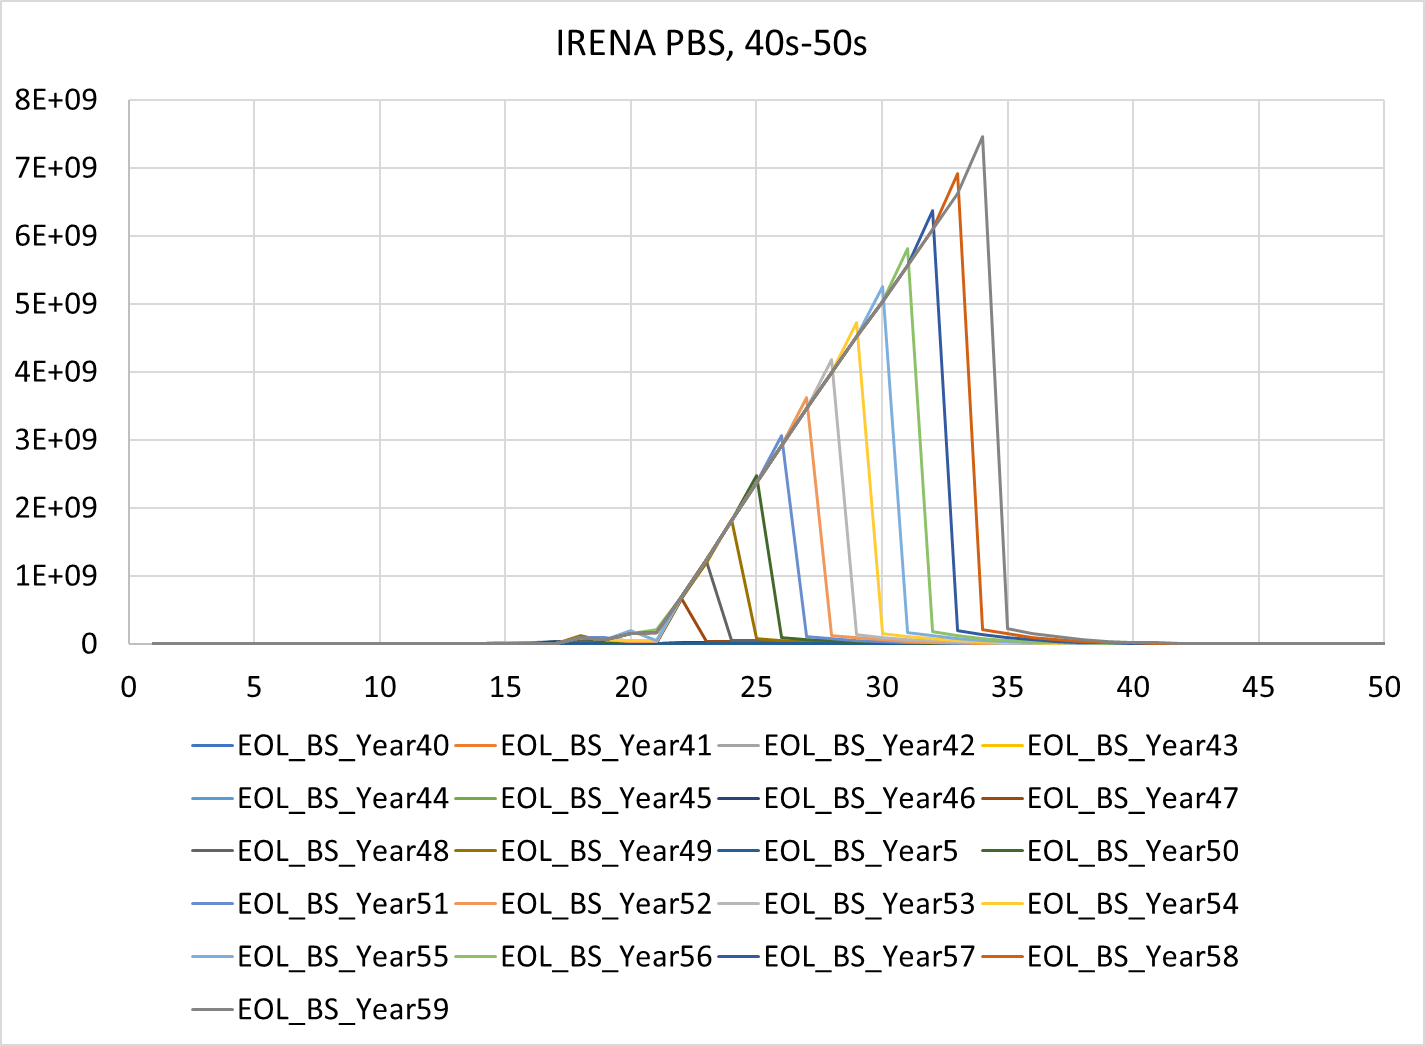 IRENA PBS, 40s-50s
8E+09
7E+09
6E+09
5E+09
4E+09
3E+09
2E+09
1E+09
0
0 5 10 15 20 25 30 35 40 45 50
EOL_BS_Year40 EOL_BS_Year41 EOL_BS_Year42 EOL_BS_Year43
EOL_BS_Year44 EOL_BS_Year45 EOL_BS_Year46 EOL_BS_Year47
EOL_BS_Year48 EOL_BS_Year49 EOL_BS_Year5 EOL_BS_Year50
EOL_BS_Year51 EOL_BS_Year52 EOL_BS_Year53 EOL_BS_Year54
EOL_BS_Year55 EOL_BS_Year56 EOL_BS_Year57 EOL_BS_Year58
EOL_BS_Year59